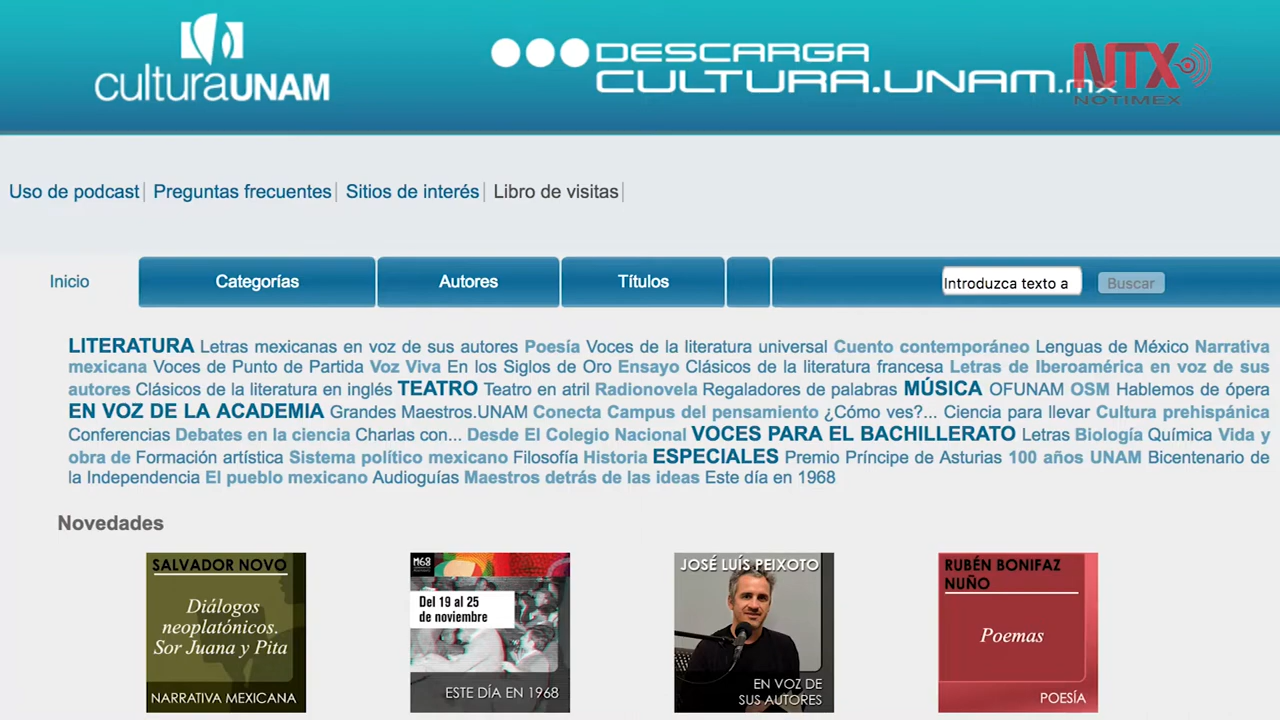 culturaUNAM
DESCARGA
CULTURA.UNAM.mx
NTX
NOTIMEX
Uso de podcast | Preguntas frecuentes | Sitios de interés | Libro de visitas |
Inicio Categorías Autores Títulos Introduzca texto a Buscar
LITERATURA Letras mexicanas en voz de sus autores Poesía Voces de la literatura universal Cuento contemporáneo Lenguas de México Narrativa
mexicana Voces de Punto de Partida Voz Viva En los Siglos de Oro Ensayo Clásicos de la literatura francesa Letras de Iberoamérica en voz de sus
autores Clásicos de la literatura en inglés TEATRO Teatro en atril Radionovela Regaladores de palabras MÚSICA OFUNAM OSM Hablemos de ópera
EN VOZ DE LA ACADEMIA Grandes Maestros.UNAM Conecta Campus del pensamiento ¿Cómo ves?... Ciencia para llevar Cultura prehispánica
Conferencias Debates en la ciencia Charlas con... Desde El Colegio Nacional VOCES PARA EL BACHILLERATO Letras Biología Química Vida y
obra de Formación artística Sistema político mexicano Filosofía Historia ESPECIALES Premio Príncipe de Asturias 100 años UNAM Bicentenario de
la Independencia El pueblo mexicano Audioguías Maestros detrás de las ideas Este día en 1968
Novedades
SALVADOR NOVO
Diálogos
neoplatónicos.
Sor Juana y Pita
NARRATIVA MEXICANA
M68
Del 19 al 25
de noviembre
ESTE DÍA EN 1968
JOSÉ LUÍS PEIXOTO
EN VOZ DE
SUS AUTORES
RUBÉN BONIFAZ
NUÑO
Poemas
POESÍA